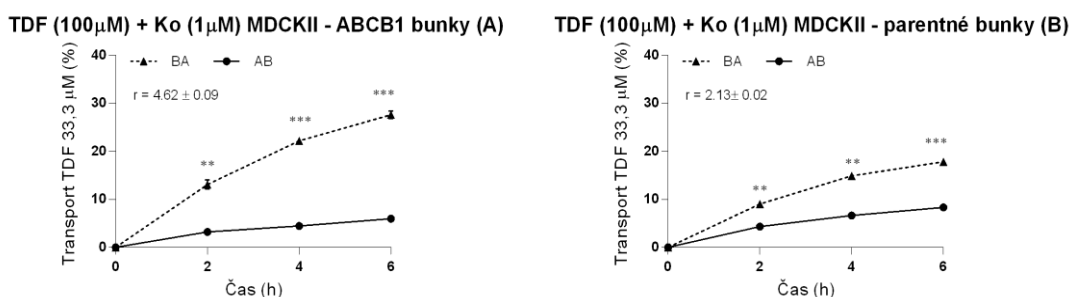 TDF (100µM) + Ko (1µM) MDCKII - ABCB1 bunky (A)
Transport TDF 33,3 µM (%)
40
30
20
10
0
BA
AB
r = 4.62 ± 0.09
**
***
***
0
2
4
6
Čas (h)
TDF (100µM) + Ko (1µM) MDCKII - parentné bunky (B)
Transport TDF 33,3 µM (%)
40
30
20
10
0
BA
AB
r = 2.13± 0.02
**
**
***
0
2
4
6
Čas (h)